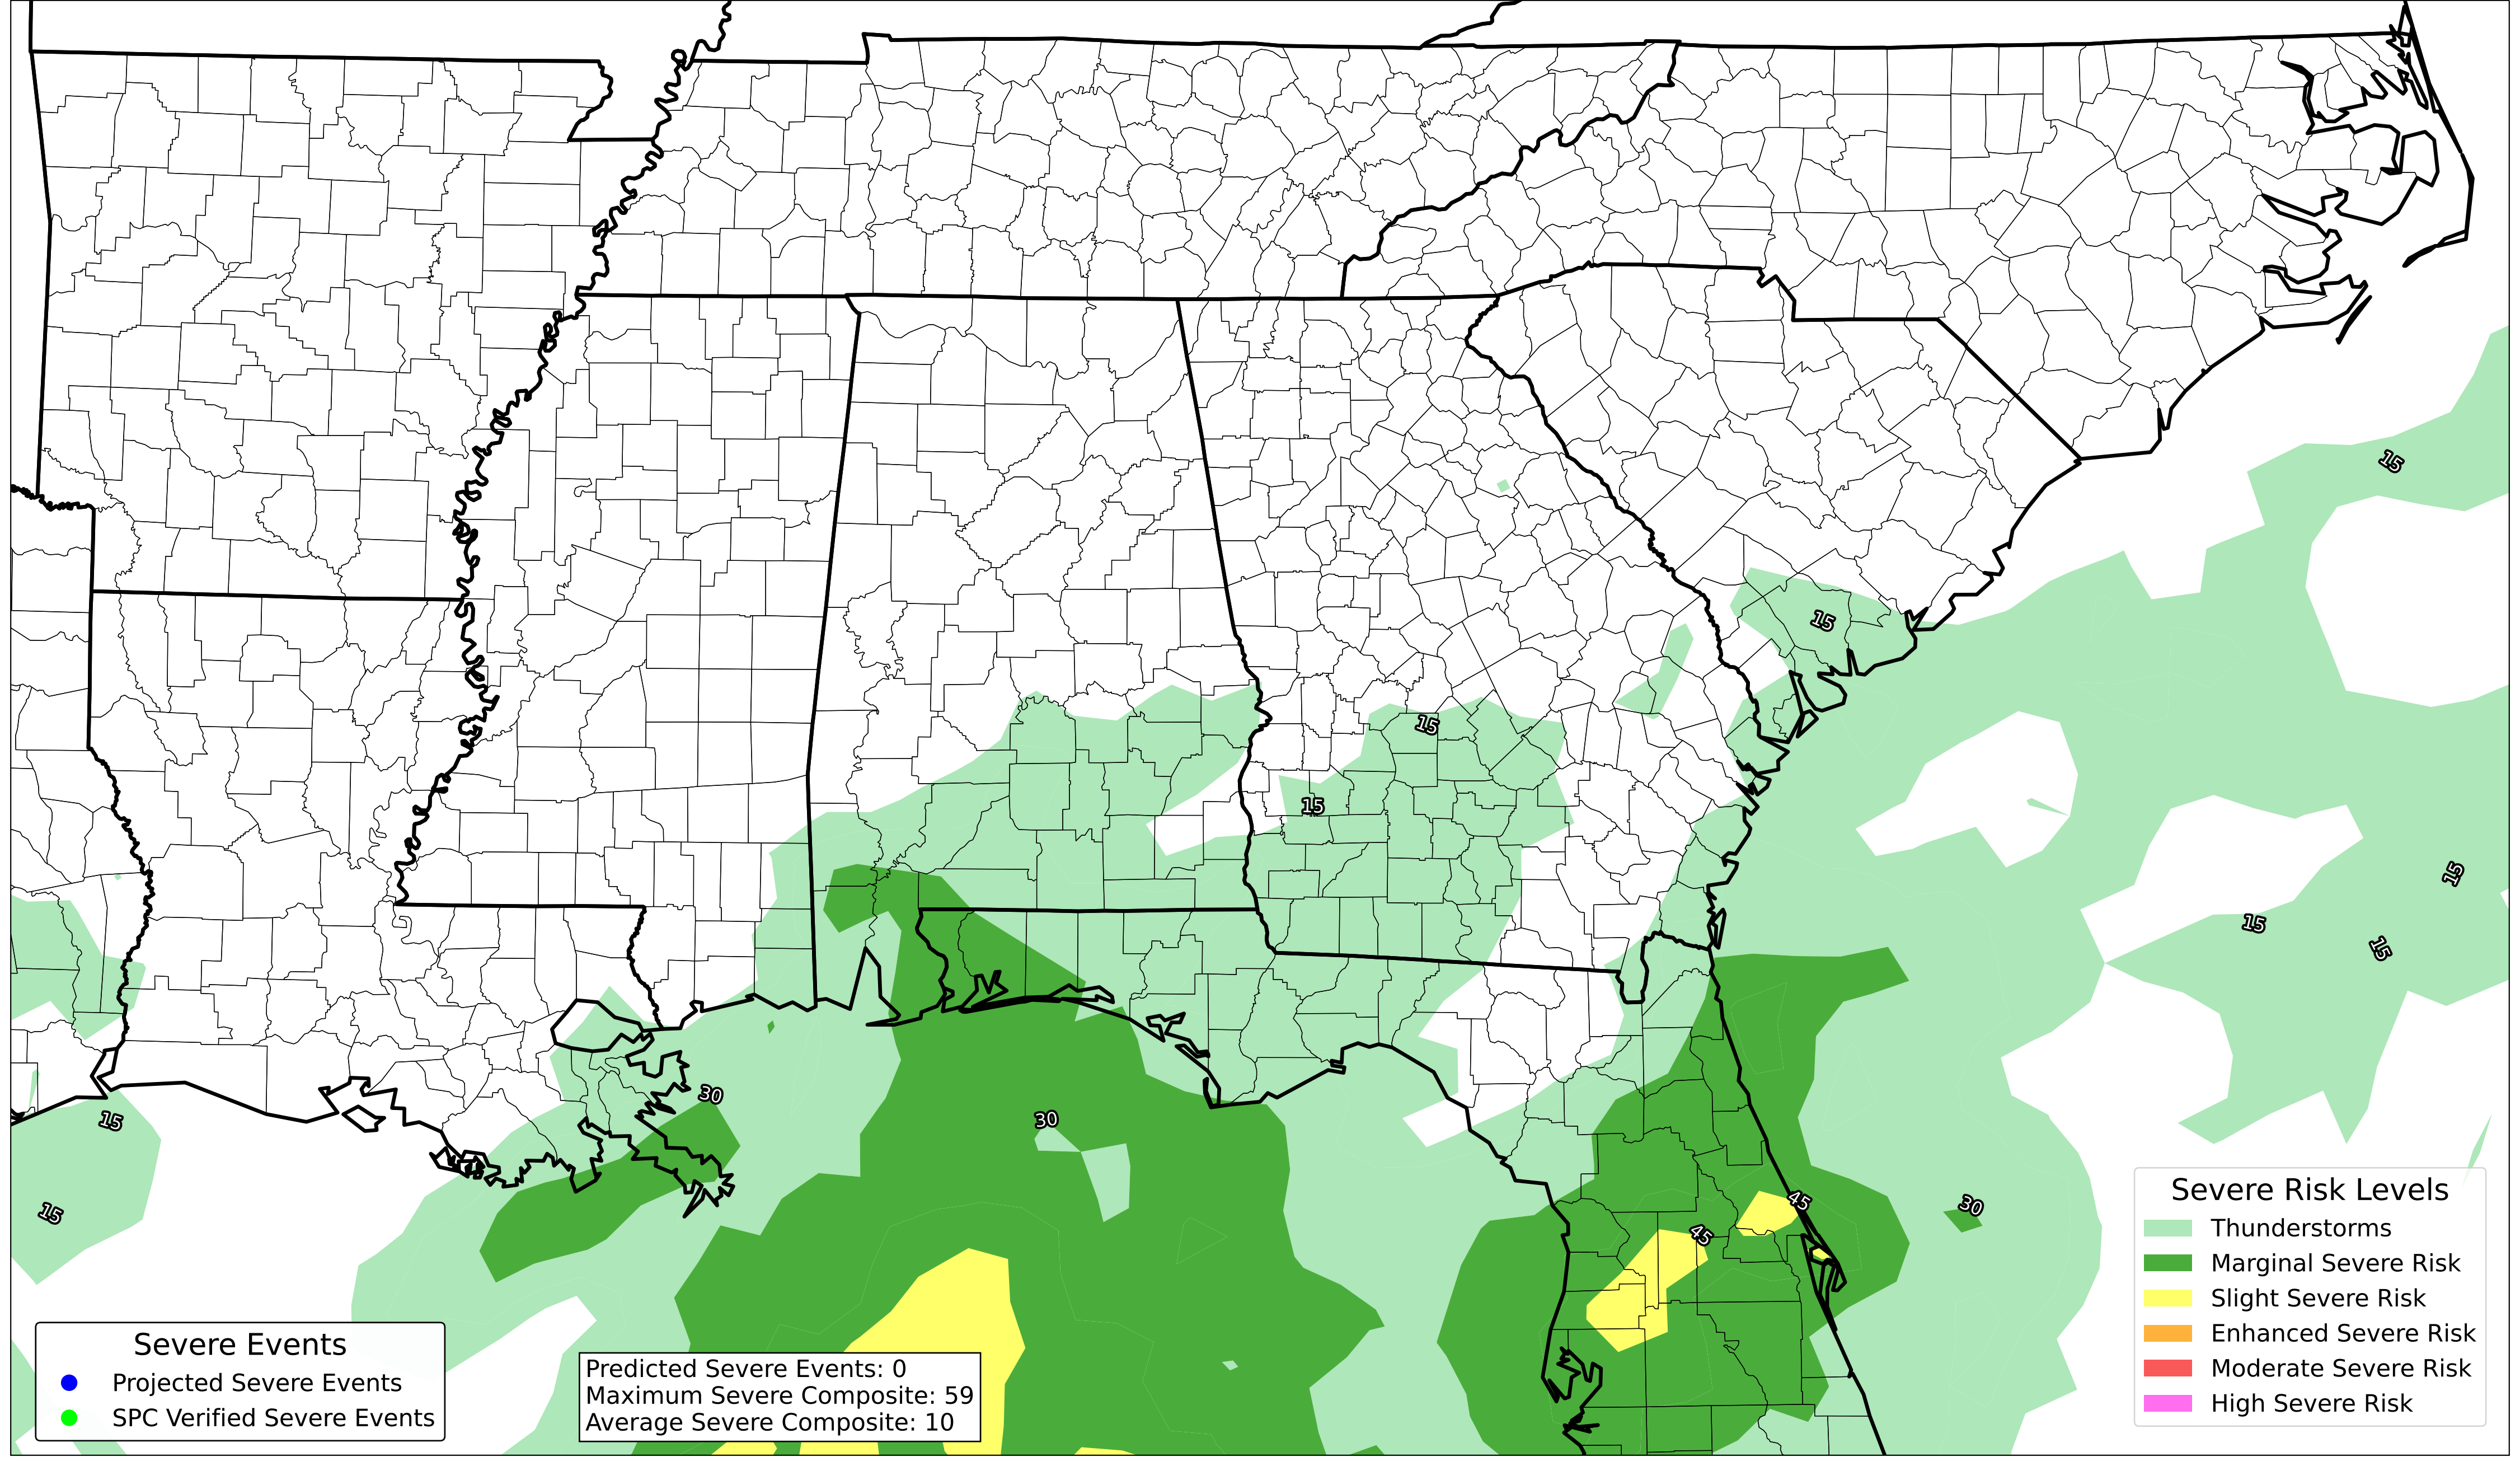 15
15
15
15
15
15
15
15
30
30
30
45
45
15
15
Severe Risk Levels
Thunderstorms
Marginal Severe Risk
Slight Severe Risk
Enhanced Severe Risk
Moderate Severe Risk
High Severe Risk
Severe Events
Projected Severe Events
SPC Verified Severe Events
Predicted Severe Events: 0
Maximum Severe Composite: 59
Average Severe Composite: 10